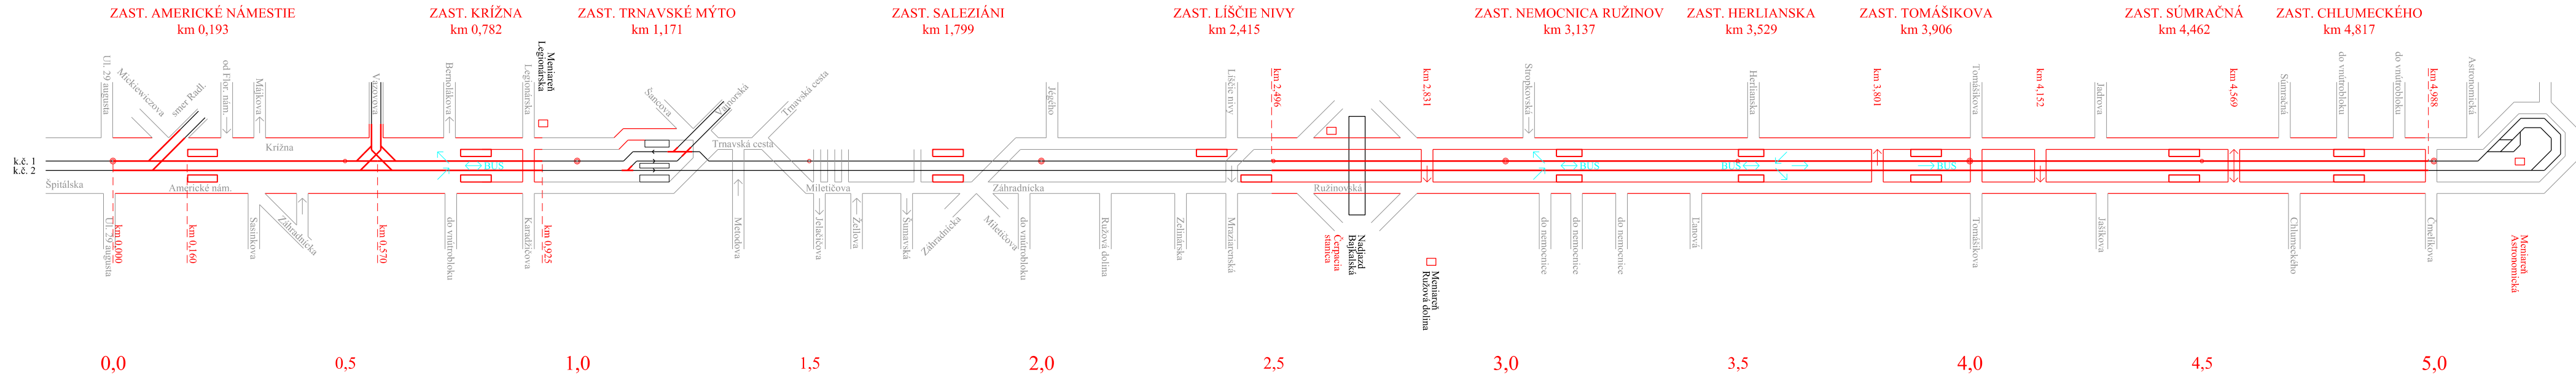 ZAST. AMERICKÉ NÁMESTIE
km 0,193
ZAST. KRÍŽNA
km 0,782
ZAST. TRNAVSKÉ MÝTO
km 1,171
ZAST. SALEZIÁNI
km 1,799
ZAST. LÍŠČIE NIVY
km 2,415
ZAST. NEMOCNICA RUŽINOV
km 3,137
ZAST. HERLIANSKA
km 3,529
ZAST. TOMÁŠIKOVA
km 3,906
ZAST. SÚMRAČNÁ
km 4,462
ZAST. CHLUMECKÉHO
km 4,817
Ul. 29 augusta
Mickiewiczova
smer Radl.
od Flor. nám.
Májkova
Vazovova
Bernolákova
Legionárska
Meniareň
Legionárska
Šancova
Vajnorská
Trnavská cesta
Jégého
Líščie nivy
km 2,496
km 2,831
Stropkovská
Herlianska
km 3,801
Tomášikova
km 4,152
Jadrova
km 4,569
Súmračná
do vnútrobloku
do vnútrobloku
km 4,988
Astronomická
Krížna
Trnavská cesta
k.č. 1
k.č. 2
BUS
BUS
BUS
BUS
Špitálska
Americké nám.
Miletičova
Záhradnícka
Ružinovská
Ul. 29 augusta
km 0,000
km 0,160
Sasinkova
Záhradnícka
km 0,570
do vnútrobloku
Karadžičova
km 0,925
Metodova
Jelačičova
Žellova
Šumavská
Záhradnícka
Miletičova
do vnútrobloku
Ružová dolina
Zelinárska
Mraziarenská
Čerpacia
stanica
Nadjazd
Bajkalská
Meniareň
Ružová dolina
do nemocnice
do nemocnice
do nemocnice
Ľanová
Tomášikova
Jašíkova
Chlumeckého
Čmelíkova
Meniareň
Astronomická
0,0
0,5
1,0
1,5
2,0
2,5
3,0
3,5
4,0
4,5
5,0